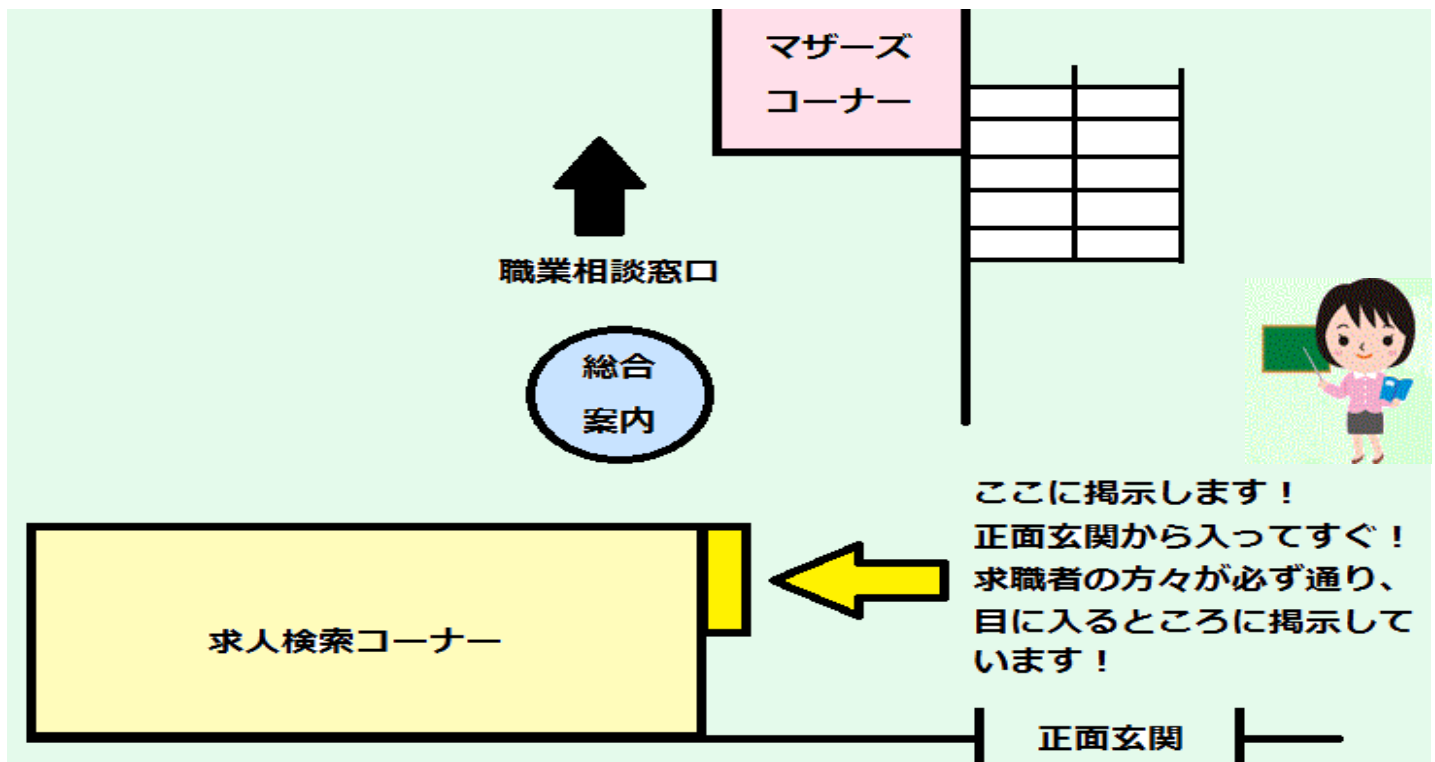 マザーズ
コーナー
職業相談窓口
総合
案内
ここに掲示します！
正面玄関から入ってすぐ！
求職者の方々が必ず通り、
目に入るところに掲示して
います！
求人検索コーナー
正面玄関